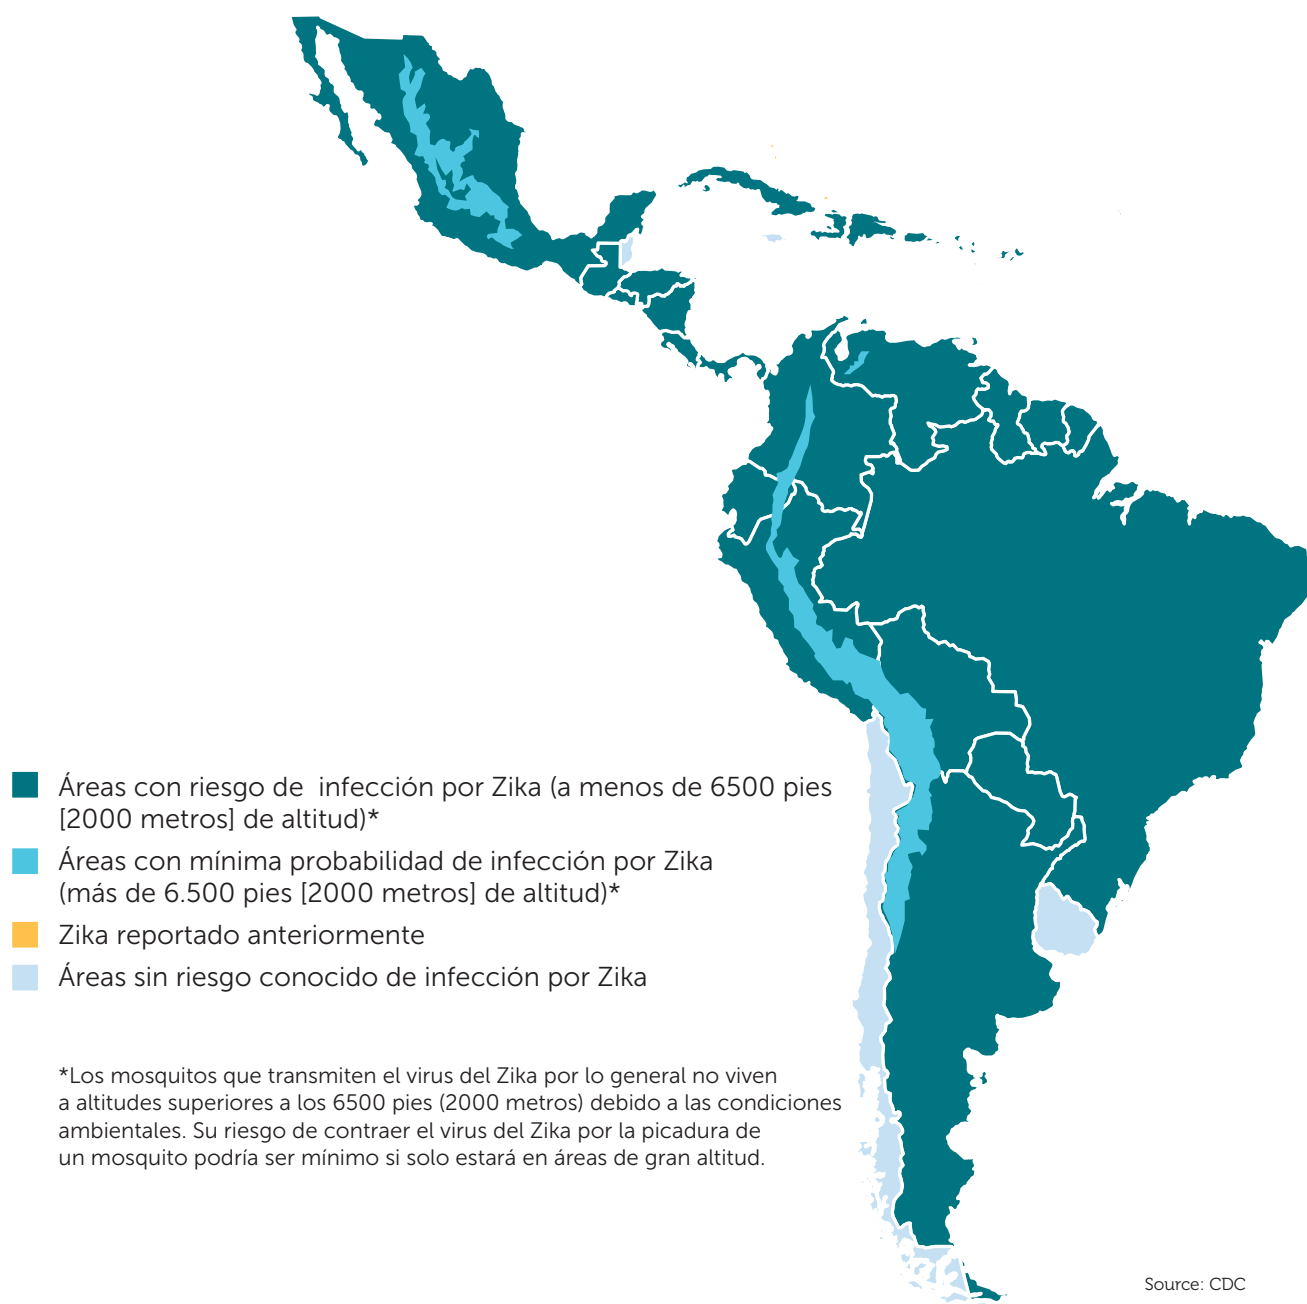 Áreas con riesgo de  infección por Zika (a menos de 6500 pies
[2000 metros] de altitud)*
Áreas con mínima probabilidad de infección por Zika
(más de 6.500 pies [2000 metros] de altitud)*
Zika reportado anteriormente
Áreas sin riesgo conocido de infección por Zika
*Los mosquitos que transmiten el virus del Zika por lo general no viven
a altitudes superiores a los 6500 pies (2000 metros) debido a las condiciones
ambientales. Su riesgo de contraer el virus del Zika por la picadura de
un mosquito podría ser mínimo si solo estará en áreas de gran altitud.
Source: CDC